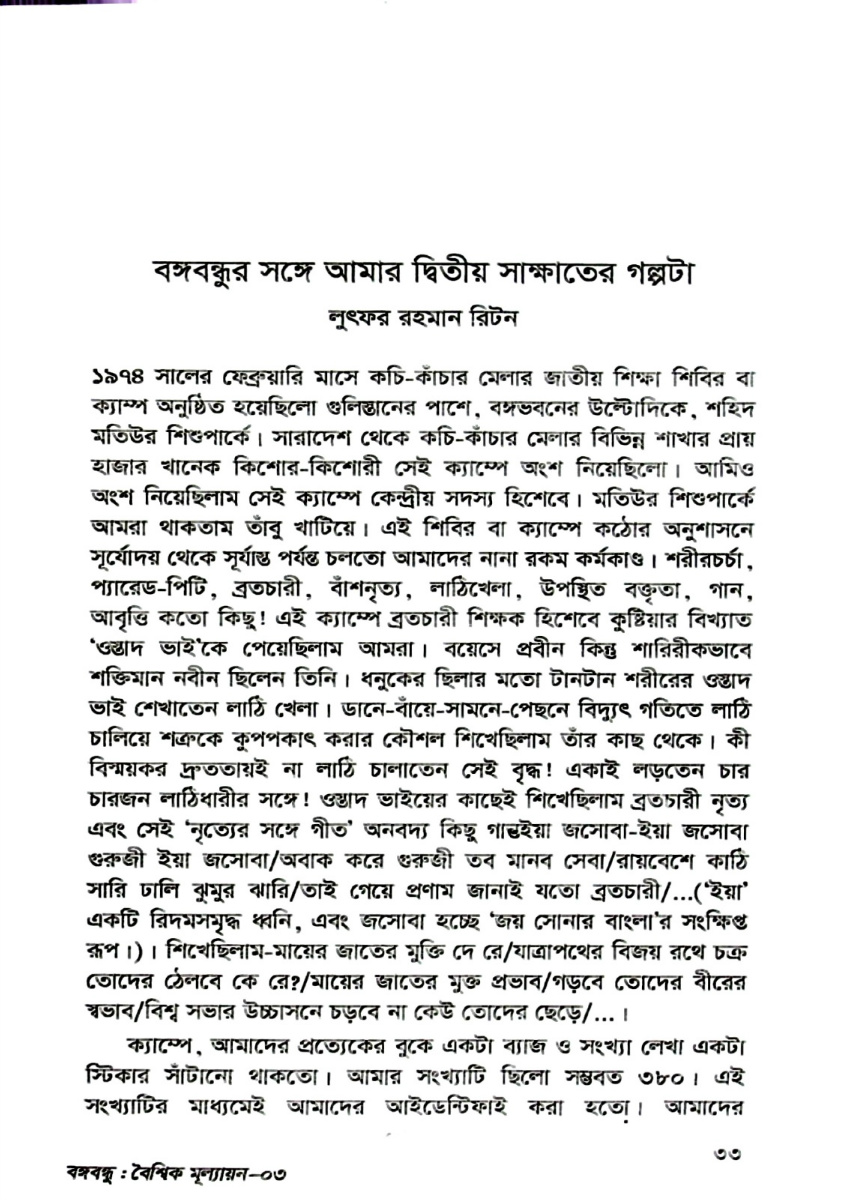 বঙ্গবন্ধুর সঙ্গে আমার দ্বিতীয় সাক্ষাতের গল্পটা
লুৎফর রহমান রিটন
১৯৭৪ সালের ফেব্রুয়ারি মাসে কচি-কাঁচার মেলার জাতীয় শিক্ষা শিবির বা
ক্যাম্প অনুষ্ঠিত হয়েছিলো গুলিস্তানের পাশে, বঙ্গভবনের উল্টোদিকে, শহিদ
মতিউর শিশুপার্কে। সারাদেশ থেকে কচি-কাঁচার মেলার বিভিন্ন শাখার প্রায়
হাজার খানেক কিশোর-কিশোরী সেই ক্যাম্পে অংশ নিয়েছিলো। আমিও
অংশ নিয়েছিলাম সেই ক্যাম্পে কেন্দ্রীয় সদস্য হিশেবে। মতিউর শিশুপার্কে
আমরা থাকতাম তাঁবু খাটিয়ে। এই শিবির বা ক্যাম্পে কঠোর অনুশাসনে
সূর্যোদয় থেকে সূর্যাস্ত পর্যন্ত চলতো আমাদের নানা রকম কর্মকাণ্ড। শরীরচর্চা,
প্যারেড-পিটি, ব্রতচারী, বাঁশনৃত্য, লাঠিখেলা, উপস্থিত বক্তৃতা, গান,
আবৃত্তি কতো কিছু! এই ক্যাম্পে ব্রতচারী শিক্ষক হিশেবে কুষ্টিয়ার বিখ্যাত
‘ওস্তাদ ভাই’কে পেয়েছিলাম আমরা। বয়েসে প্রবীন কিন্তু শারিরীকভাবে
শক্তিমান নবীন ছিলেন তিনি। ধনুকের ছিলার মতো টানটান শরীরের ওস্তাদ
ভাই শেখাতেন লাঠি খেলা। ডানে-বাঁয়ে-সামনে-পেছনে বিদ্যুৎ গতিতে লাঠি
চালিয়ে শত্রুকে কুপপকাৎ করার কৌশল শিখেছিলাম তাঁর কাছ থেকে। কী
বিস্ময়কর দ্রুততায়ই না লাঠি চালাতেন সেই বৃদ্ধ! একাই লড়তেন চার
চারজন লাঠিধারীর সঙ্গে! ওস্তাদ ভাইয়ের কাছেই শিখেছিলাম ব্রতচারী নৃত্য
এবং সেই ‘নৃত্যের সঙ্গে গীত’ অনবদ্য কিছু গান্তইয়া জসোবা-ইয়া জসোবা
গুরুজী ইয়া জসোবা/অবাক করে গুরুজী তব মানব সেবা/রায়বেশে কাঠি
সারি ঢালি ঝুমুর ঝারি/তাই গেয়ে প্রণাম জানাই যতো ব্রতচারী/...(‘ইয়া’
একটি রিদমসমৃদ্ধ ধ্বনি, এবং জসোবা হচ্ছে ‘জয় সোনার বাংলা’র সংক্ষিপ্ত
রূপ।)। শিখেছিলাম-মায়ের জাতের মুক্তি দে রে/যাত্রাপথের বিজয় রথে চক্র
তোদের ঠেলবে কে রে?/মায়ের জাতের মুক্ত প্রভাব/গড়বে তোদের বীরের
স্বভাব/বিশ্ব সভার উচ্চাসনে চড়বে না কেউ তোদের ছেড়ে/...।
ক্যাম্পে, আমাদের প্রত্যেকের বুকে একটা ব্যাজ ও সংখ্যা লেখা একটা
স্টিকার সাঁটানো থাকতো। আমার সংখ্যাটি ছিলো সম্ভবত ৩৮০। এই
সংখ্যাটির মাধ্যমেই আমাদের আইডেন্টিফাই করা হতো। আমাদের
৩৩
বঙ্গবন্ধু : বৈশ্বিক মূল্যায়ন-০৩